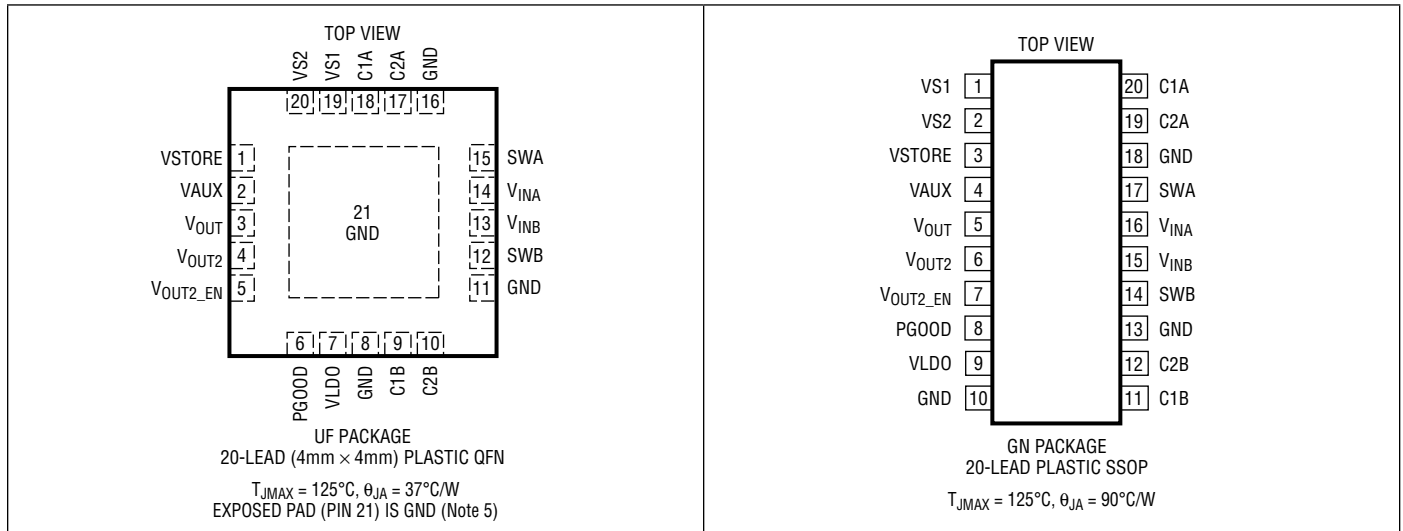 TOP VIEW
VS2 VS1 C1A C2A GND
20 19 18 17 16
VSTORE 1
VAUX 2
VOUT 3
VOUT2 4
VOUT2_EN 5
21
GND
15 SWA
14 VINA
13 VINB
12 SWB
11 GND
6 7 8 9 10
PGOOD VLDO GND C1B C2B
UF PACKAGE
20-LEAD (4mm × 4mm) PLASTIC QFN
TJMAX = 125°C, θJA = 37°C/W
EXPOSED PAD (PIN 21) IS GND (Note 5)
TOP VIEW
VS1 1
VS2 2
VSTORE 3
VAUX 4
VOUT 5
VOUT2 6
VOUT2_EN 7
PGOOD 8
VLDO 9
GND 10
20 C1A
19 C2A
18 GND
17 SWA
16 VINA
15 VINB
14 SWB
13 GND
12 C2B
11 C1B
GN PACKAGE
20-LEAD PLASTIC SSOP
TJMAX = 125°C, θJA = 90°C/W